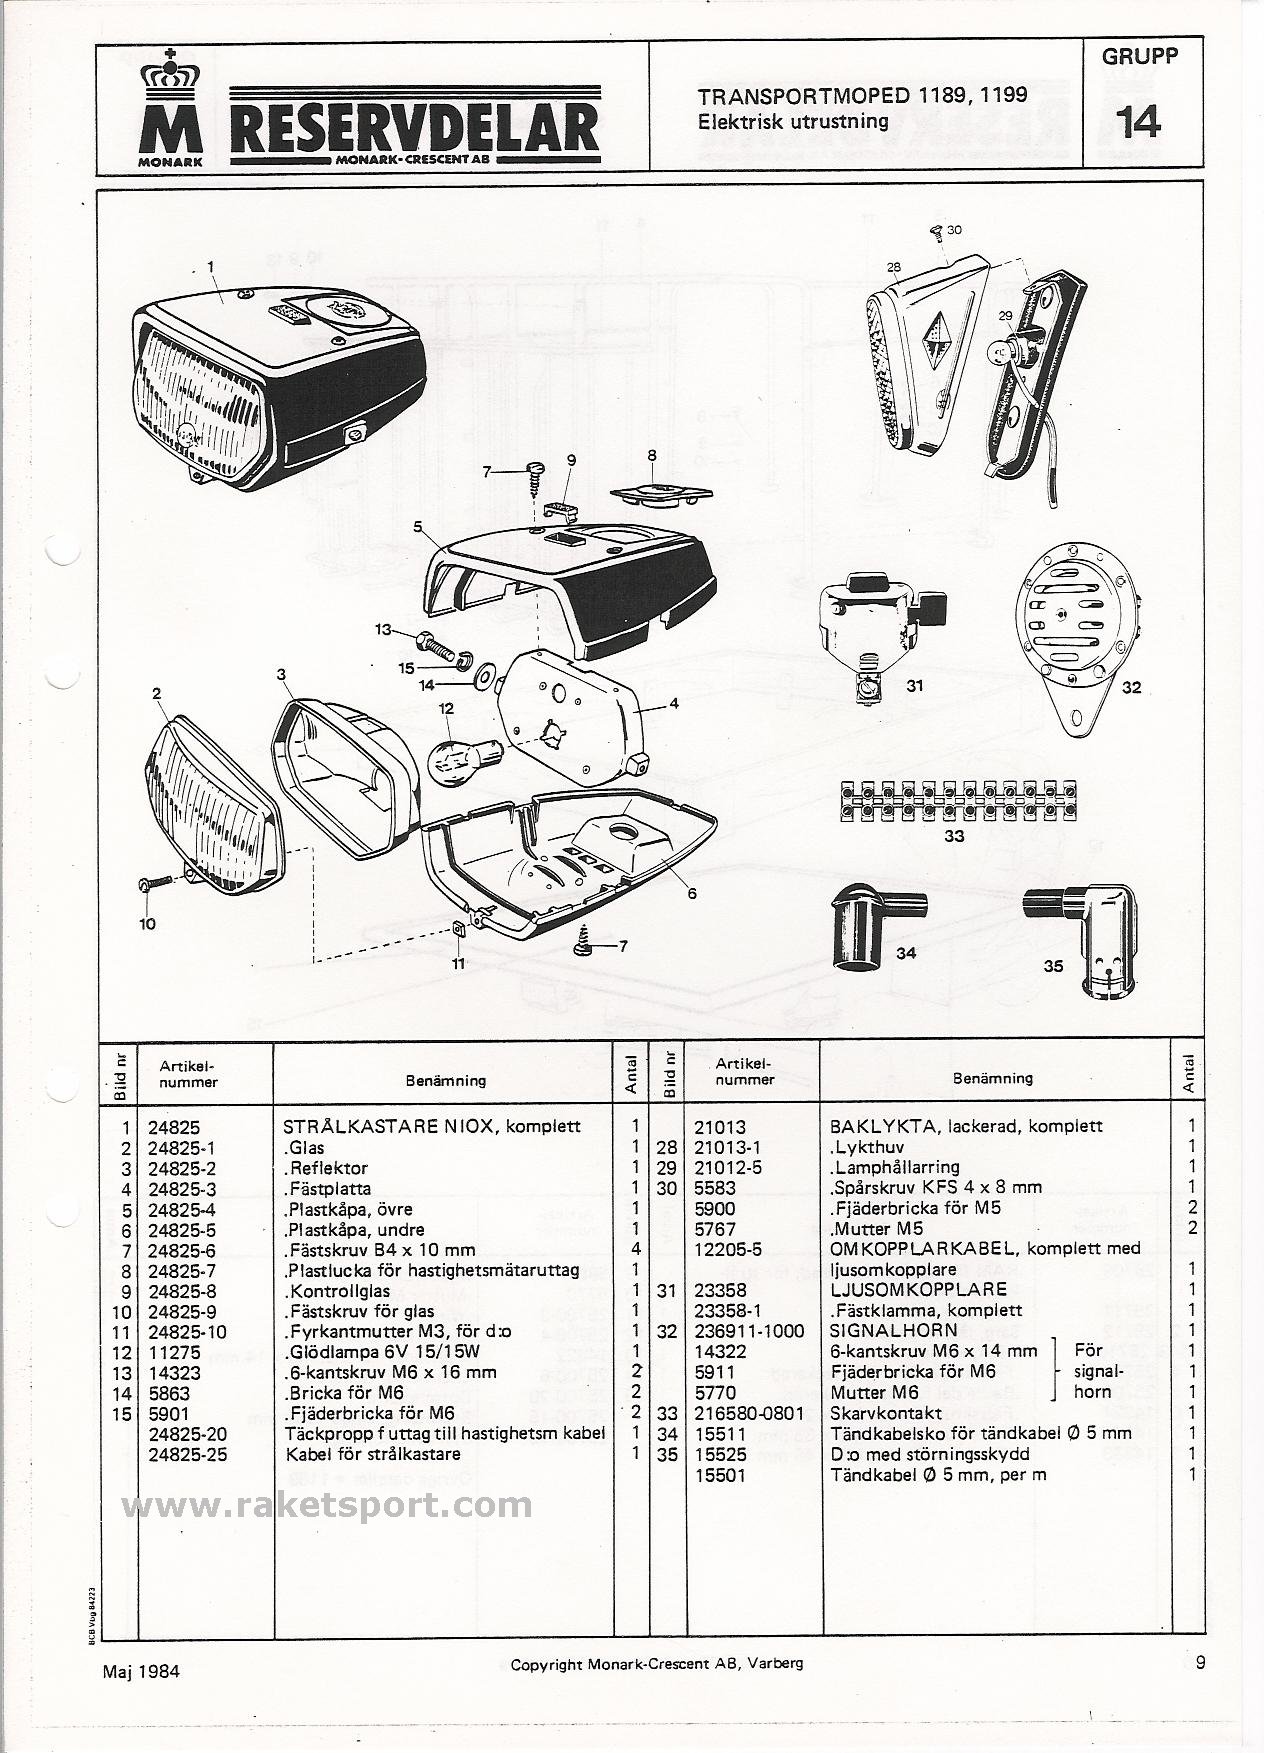 M
MONARK
RESERVDELAR
MONARK-CRESCENT AB
TRANSPORTMOPED 1189, 1199
Elektrisk utrustning
GRUPP
14
1
30
28
29
7
9
8
5
13
15
14
12
4
3
2
10
11
6
7
31
32
33
34
35
Bild nr | Artikel-nummer | Benämning | Antal | Bild nr | Artikel-nummer | Benämning | Antal
1 24825 STRÅLKASTARE NIOX, komplett 1
2 24825-1 .Glas 1
3 24825-2 .Reflektor 1
4 24825-3 .Fästplatta 1
5 24825-4 .Plastkåpa, övre 1
6 24825-5 .Plastkåpa, undre 1
7 24825-6 .Fästskruv B4 x 10 mm 4
8 24825-7 .Plastlucka för hastighetsmätaruttag 1
9 24825-8 .Kontrollglas 1
10 24825-9 .Fästskruv för glas 1
11 24825-10 .Fyrkantmutter M3, för d:o 1
12 11275 .Glödlampa 6V 15/15W 1
13 14323 .6-kantskruv M6 x 16 mm 2
14 5863 .Bricka för M6 2
15 5901 .Fjäderbricka för M6 2
24825-20 Täckpropp f uttag till hastighetsm kabel 1
24825-25 Kabel för strålkastare 1
21013 BAKLYKTA, lackerad, komplett 1
28 21013-1 .Lykthuv 1
29 21012-5 .Lamphållarring 1
30 5583 .Spårskruv KFS 4 x 8 mm 1
5900 .Fjäderbricka för M5 2
5767 .Mutter M5 2
12205-5 OMKOPPLARKABEL, komplett med
ljusomkopplare 1
31 23358 LJUSOMKOPPLARE 1
23358-1 .Fästklamma, komplett 1
32 236911-1000 SIGNALHORN 1
14322 6-kantskruv M6 x 14 mm För 1
5911 Fjäderbricka för M6 signal- 1
5770 Mutter M6 horn 1
33 216580-0801 Skarvkontakt 1
34 15511 Tändkabelsko för tändkabel Ø 5 mm 1
35 15525 D:o med störningsskydd 1
15501 Tändkabel Ø 5 mm, per m 1
www.raketsport.com
BCB Vbg 84223
Maj 1984
Copyright Monark-Crescent AB, Varberg
9